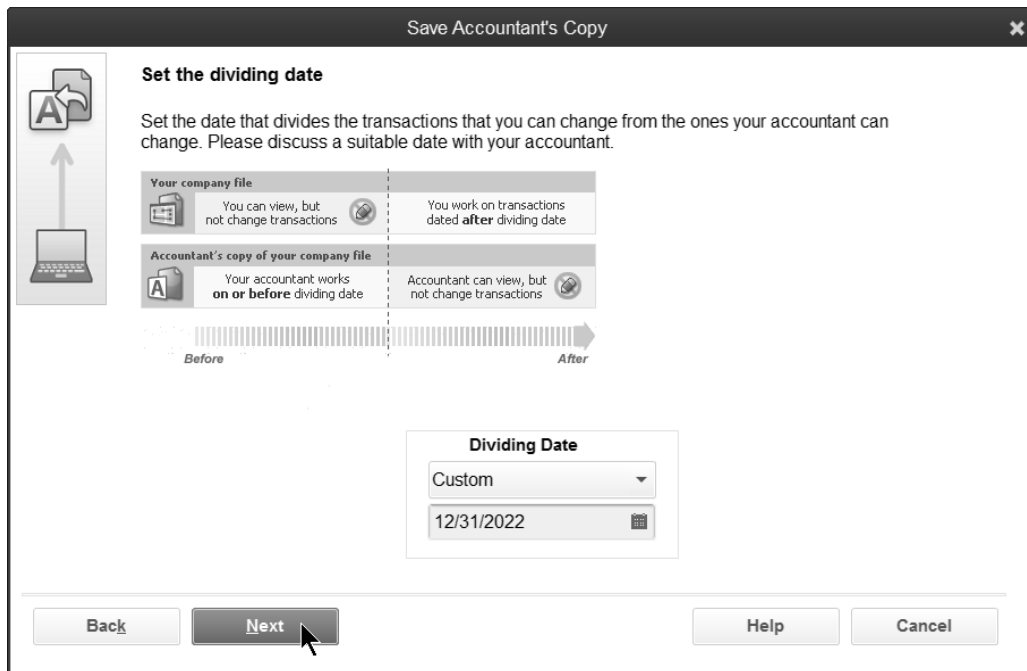 Save Accountant's Copy
Set the dividing date
Set the date that divides the transactions that you can change from the ones your accountant can
change. Please discuss a suitable date with your accountant.
Your company file
You can view, but
not change transactions
You work on transactions
dated after dividing date
Accountant's copy of your company file
A
Your accountant works
on or before dividing date
Accountant can view, but
not change transactions
Before
After
Dividing Date
Custom
12/31/2022
Back
Next
Help
Cancel